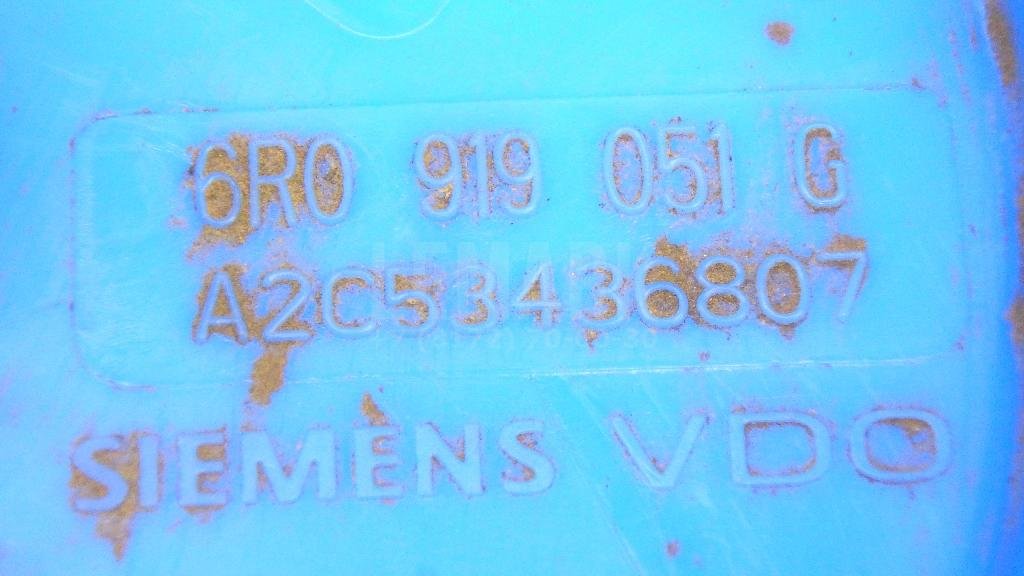 6R0 919 051 G
A2C53436807
SIEMENS VDO